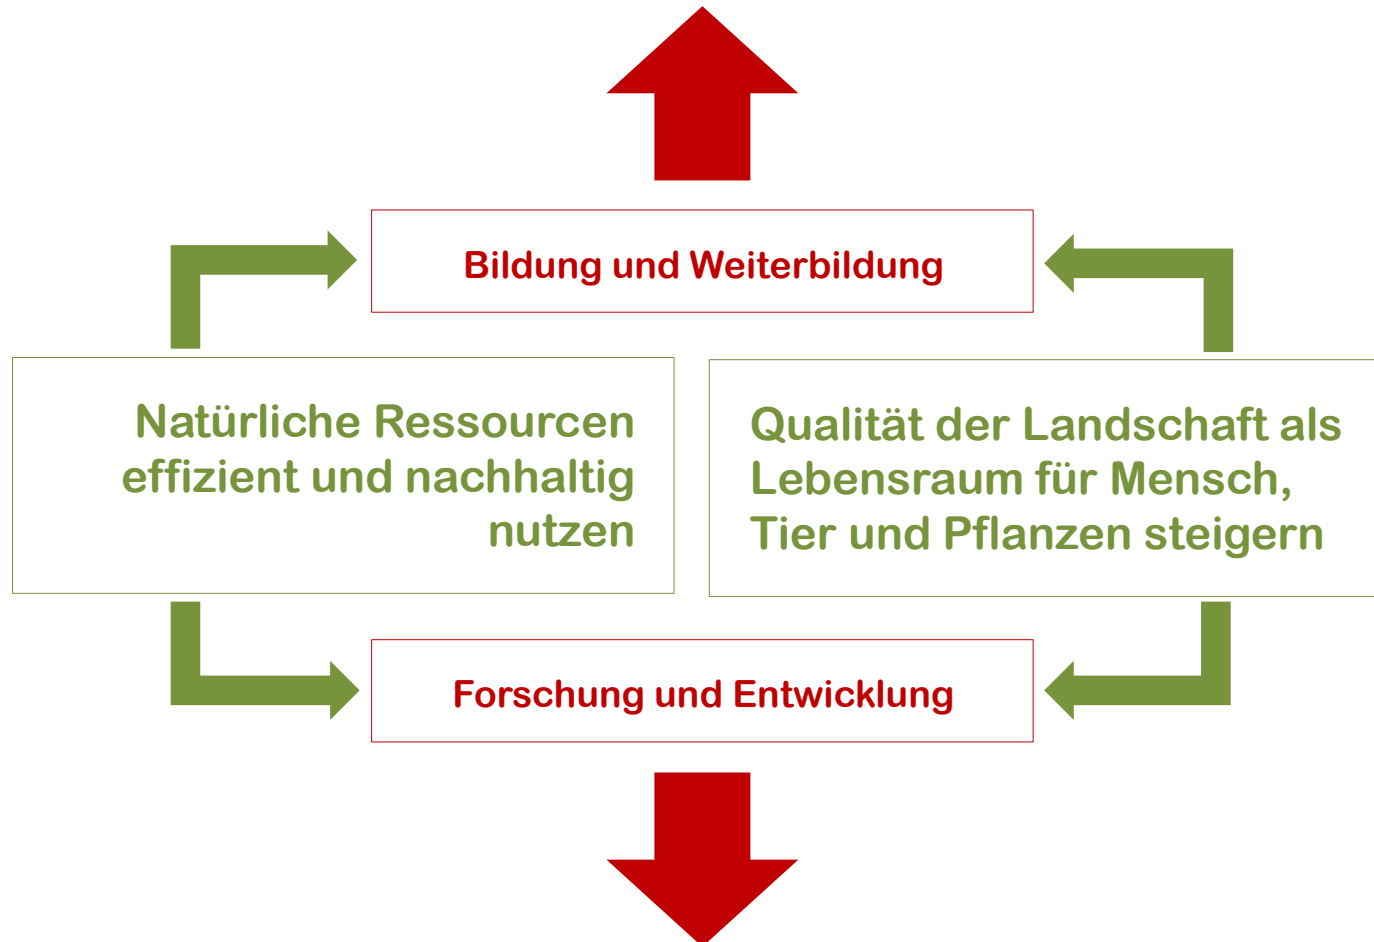 Bildung und Weiterbildung
Natürliche Ressourcen
effizient und nachhaltig
nutzen
Qualität der Landschaft als
Lebensraum für Mensch,
Tier und Pflanzen steigern
Forschung und Entwicklung